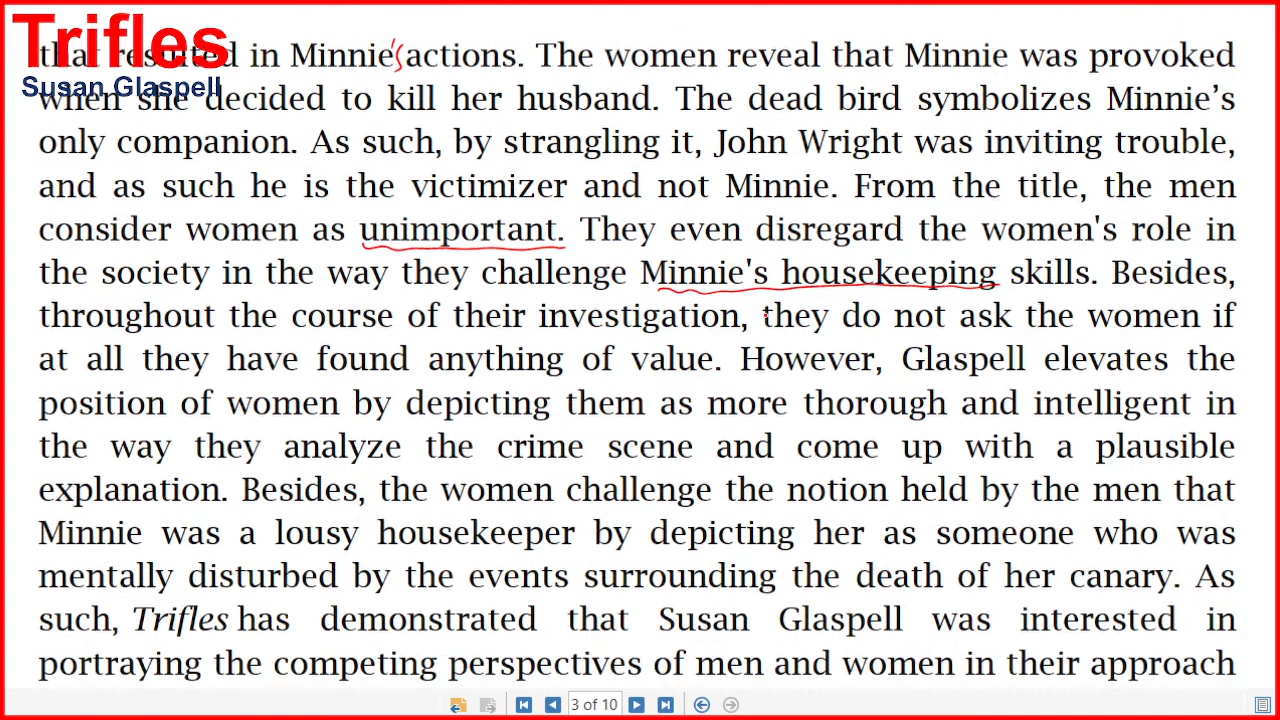 Trifles
Susan Glaspell
that resulted in Minnie's actions. The women reveal that Minnie was provoked
when she decided to kill her husband. The dead bird symbolizes Minnie’s
only companion. As such, by strangling it, John Wright was inviting trouble,
and as such he is the victimizer and not Minnie. From the title, the men
consider women as unimportant. They even disregard the women's role in
the society in the way they challenge Minnie's housekeeping skills. Besides,
throughout the course of their investigation, they do not ask the women if
at all they have found anything of value. However, Glaspell elevates the
position of women by depicting them as more thorough and intelligent in
the way they analyze the crime scene and come up with a plausible
explanation. Besides, the women challenge the notion held by the men that
Minnie was a lousy housekeeper by depicting her as someone who was
mentally disturbed by the events surrounding the death of her canary. As
such, Trifles has demonstrated that Susan Glaspell was interested in
portraying the competing perspectives of men and women in their approach
3 of 10